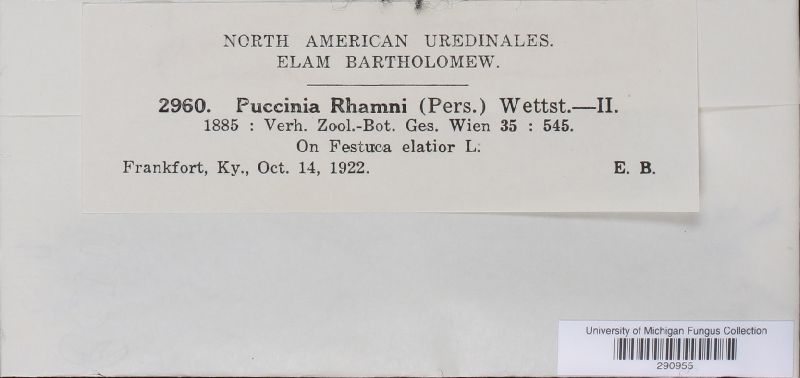 NORTH AMERICAN UREDINALES.
ELAM BARTHOLOMEW.
2960. Puccinia Rhamni (Pers.) Wettst.—II.
1885 : Verh. Zool.-Bot. Ges. Wien 35 : 545.
On Festuca elatior L.
Frankfort, Ky., Oct. 14, 1922. E. B.
University of Michigan Fungus Collection
290955